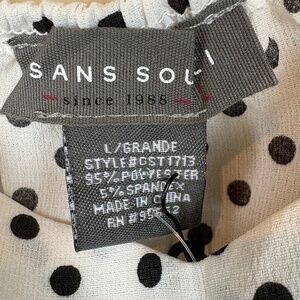 SANS SOU I
since 1988
L/GRANDE
STYLE#CST1713
95% POLYESTER
5% SPANDEX
MADE IN CHINA
RN